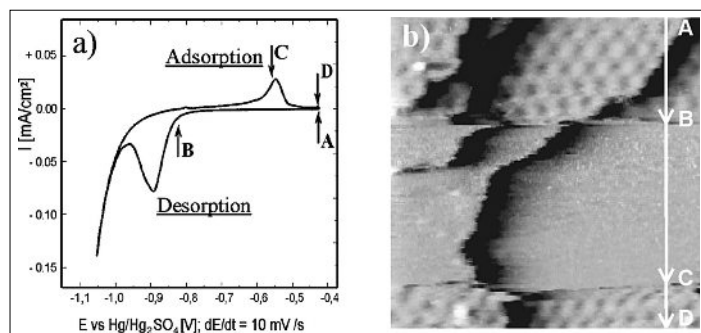 a)
Adsorption
C
D
B
A
Desorption
+ 0.05
0.00
- 0.05
- 0.10
- 0.15
I [mA/cm²]
-1,1 -1,0 -0,9 -0,8 -0,7 -0,6 -0,5 -0,4
E vs Hg/Hg₂SO₄[V]; dE/dt = 10 mV /s
b)
A
B
C
D